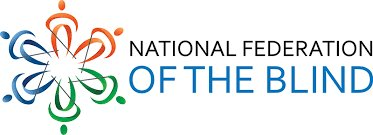 NATIONAL FEDERATION
OF THE BLIND